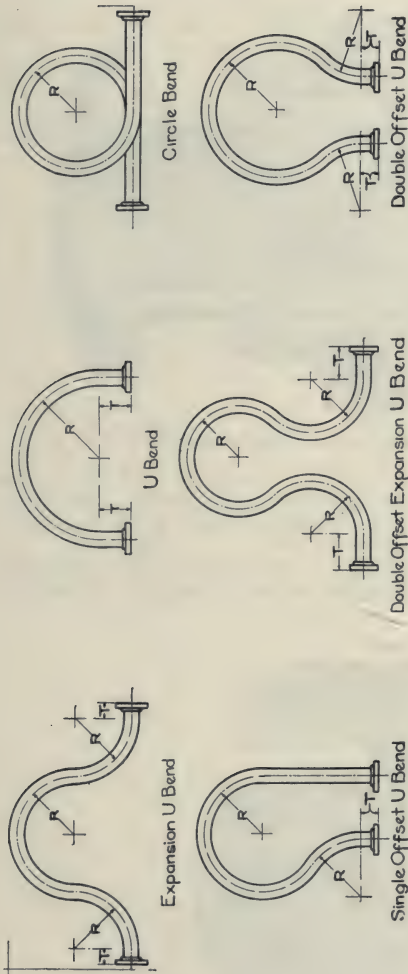 R
R
R
T
T
Expansion U Bend
R
T
T
U Bend
R
Circle Bend
R
R
T
Single Offset U Bend
R
R
R
T
T
Double Offset Expansion U Bend
R
R
R
T
T
Double Offset U Bend